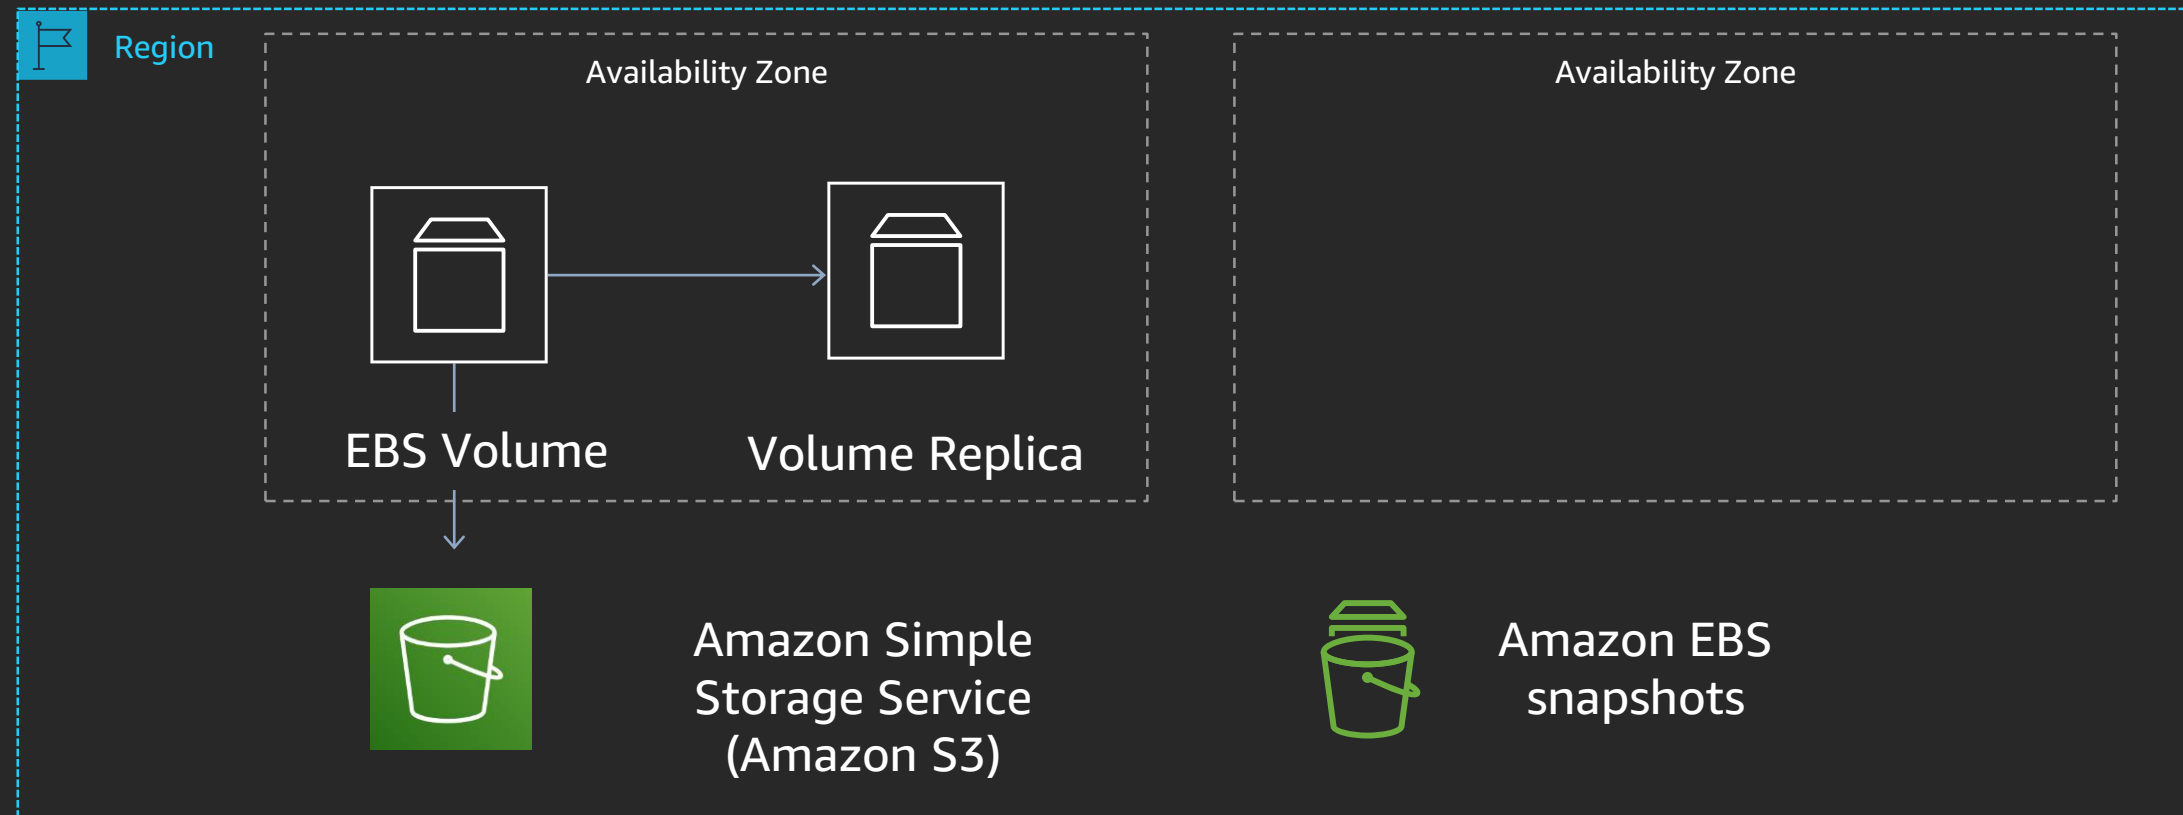 Region
Availability Zone
Availability Zone
EBS Volume
Volume Replica
Amazon Simple
Storage Service
(Amazon S3)
Amazon EBS
snapshots